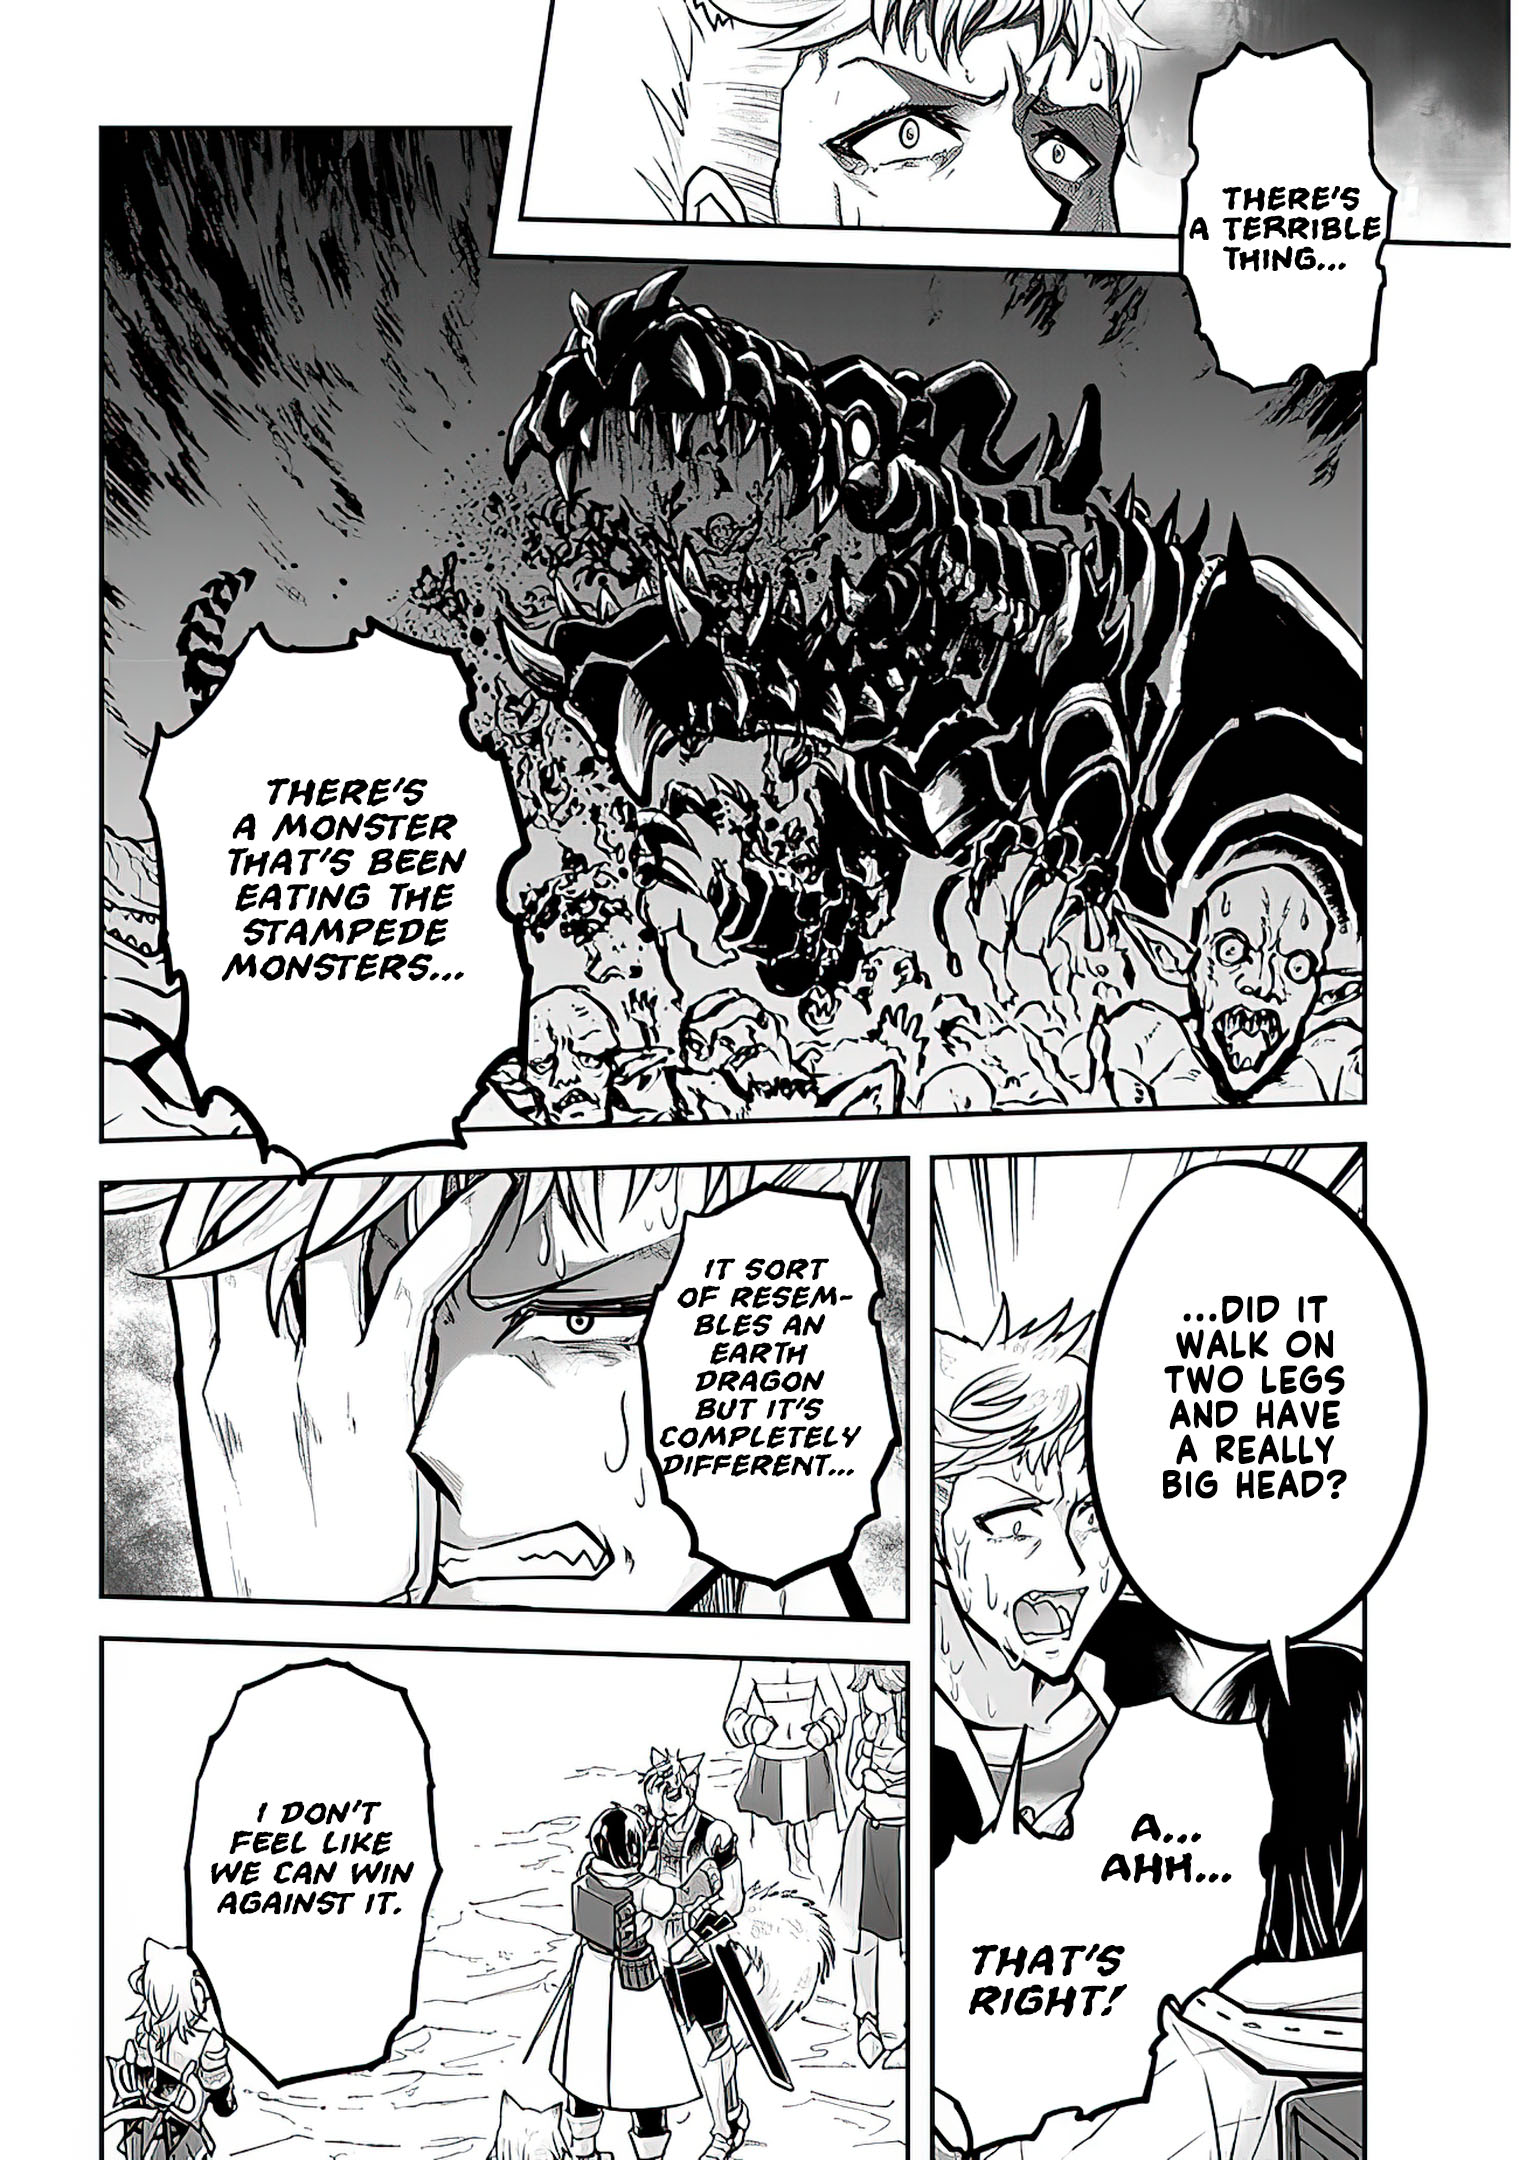 THERE'S
A TERRIBLE
THING...
THERE'S
A MONSTER
THAT'S BEEN
EATING THE
STAMPEDE
MONSTERS...
...DID IT
WALK ON
TWO LEGS
AND HAVE
A REALLY
BIG HEAD?
IT SORT
OF RESEM-
BLES AN
EARTH
DRAGON
BUT IT'S
COMPLETELY
DIFFERENT...
A...
AHH...
THAT'S
RIGHT!
I DON'T
FEEL LIKE
WE CAN WIN
AGAINST IT.